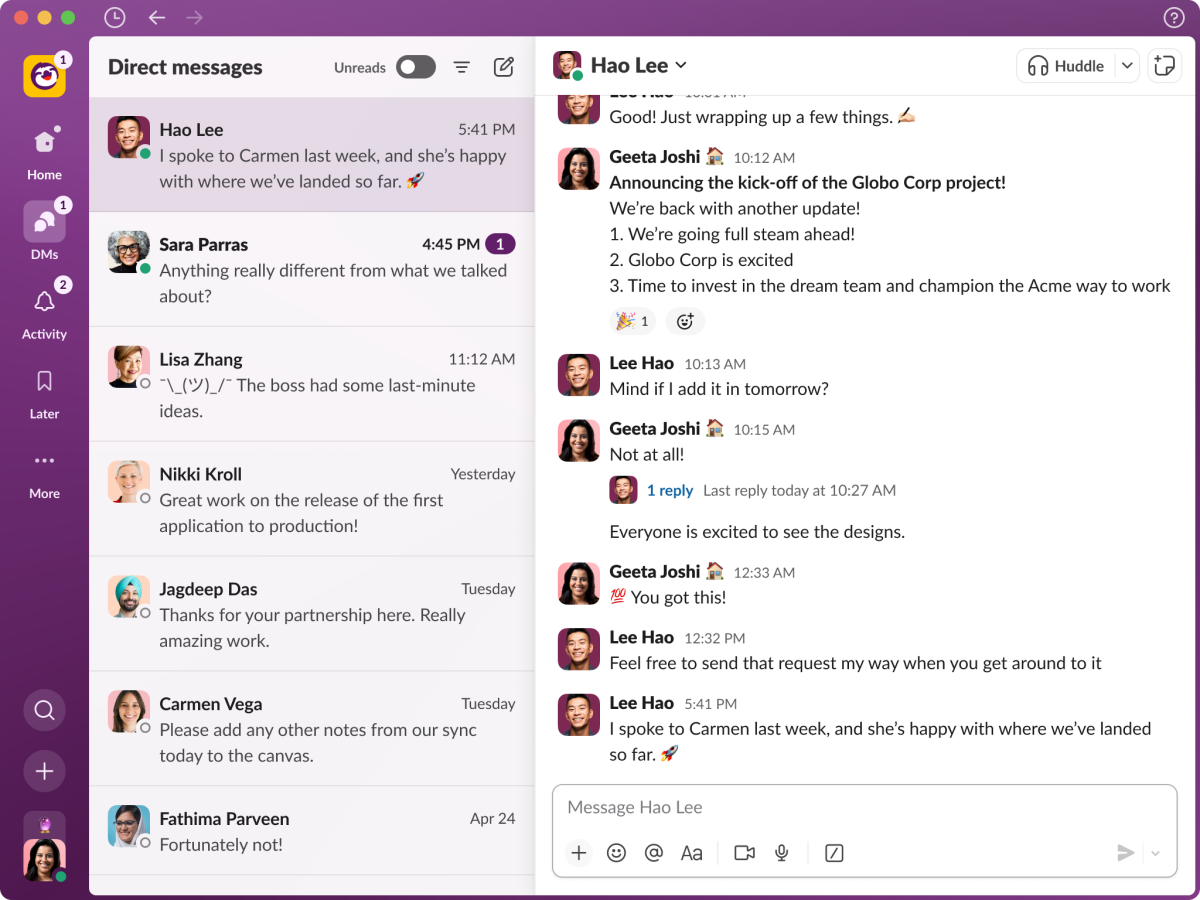 1
Home
1
DMs
2
Activity
Later
More
Direct messages
Unreads
Hao Lee
5:41 PM
I spoke to Carmen last week, and she’s happy
with where we’ve landed so far. 🚀
Sara Parras
4:45 PM
1
Anything really different from what we talked
about?
Lisa Zhang
11:12 AM
¯\_(ツ)_/¯ The boss had some last-minute
ideas.
Nikki Kroll
Yesterday
Great work on the release of the first
application to production!
Jagdeep Das
Tuesday
Thanks for your partnership here. Really
amazing work.
Carmen Vega
Tuesday
Please add any other notes from our sync
today to the canvas.
Fathima Parveen
Apr 24
Fortunately not!
Hao Lee
Huddle
Lee Hao
Good! Just wrapping up a few things. ✍🏻
Geeta Joshi 🏠 10:12 AM
Announcing the kick-off of the Globo Corp project!
We’re back with another update!
1. We’re going full steam ahead!
2. Globo Corp is excited
3. Time to invest in the dream team and champion the Acme way to work
🎉 1
Lee Hao 10:13 AM
Mind if I add it in tomorrow?
Geeta Joshi 🏠 10:15 AM
Not at all!
1 reply Last reply today at 10:27 AM
Everyone is excited to see the designs.
Geeta Joshi 🏠 12:33 AM
💯 You got this!
Lee Hao 12:32 PM
Feel free to send that request my way when you get around to it
Lee Hao 5:41 PM
I spoke to Carmen last week, and she’s happy with where we’ve landed
so far. 🚀
Message Hao Lee
Aa